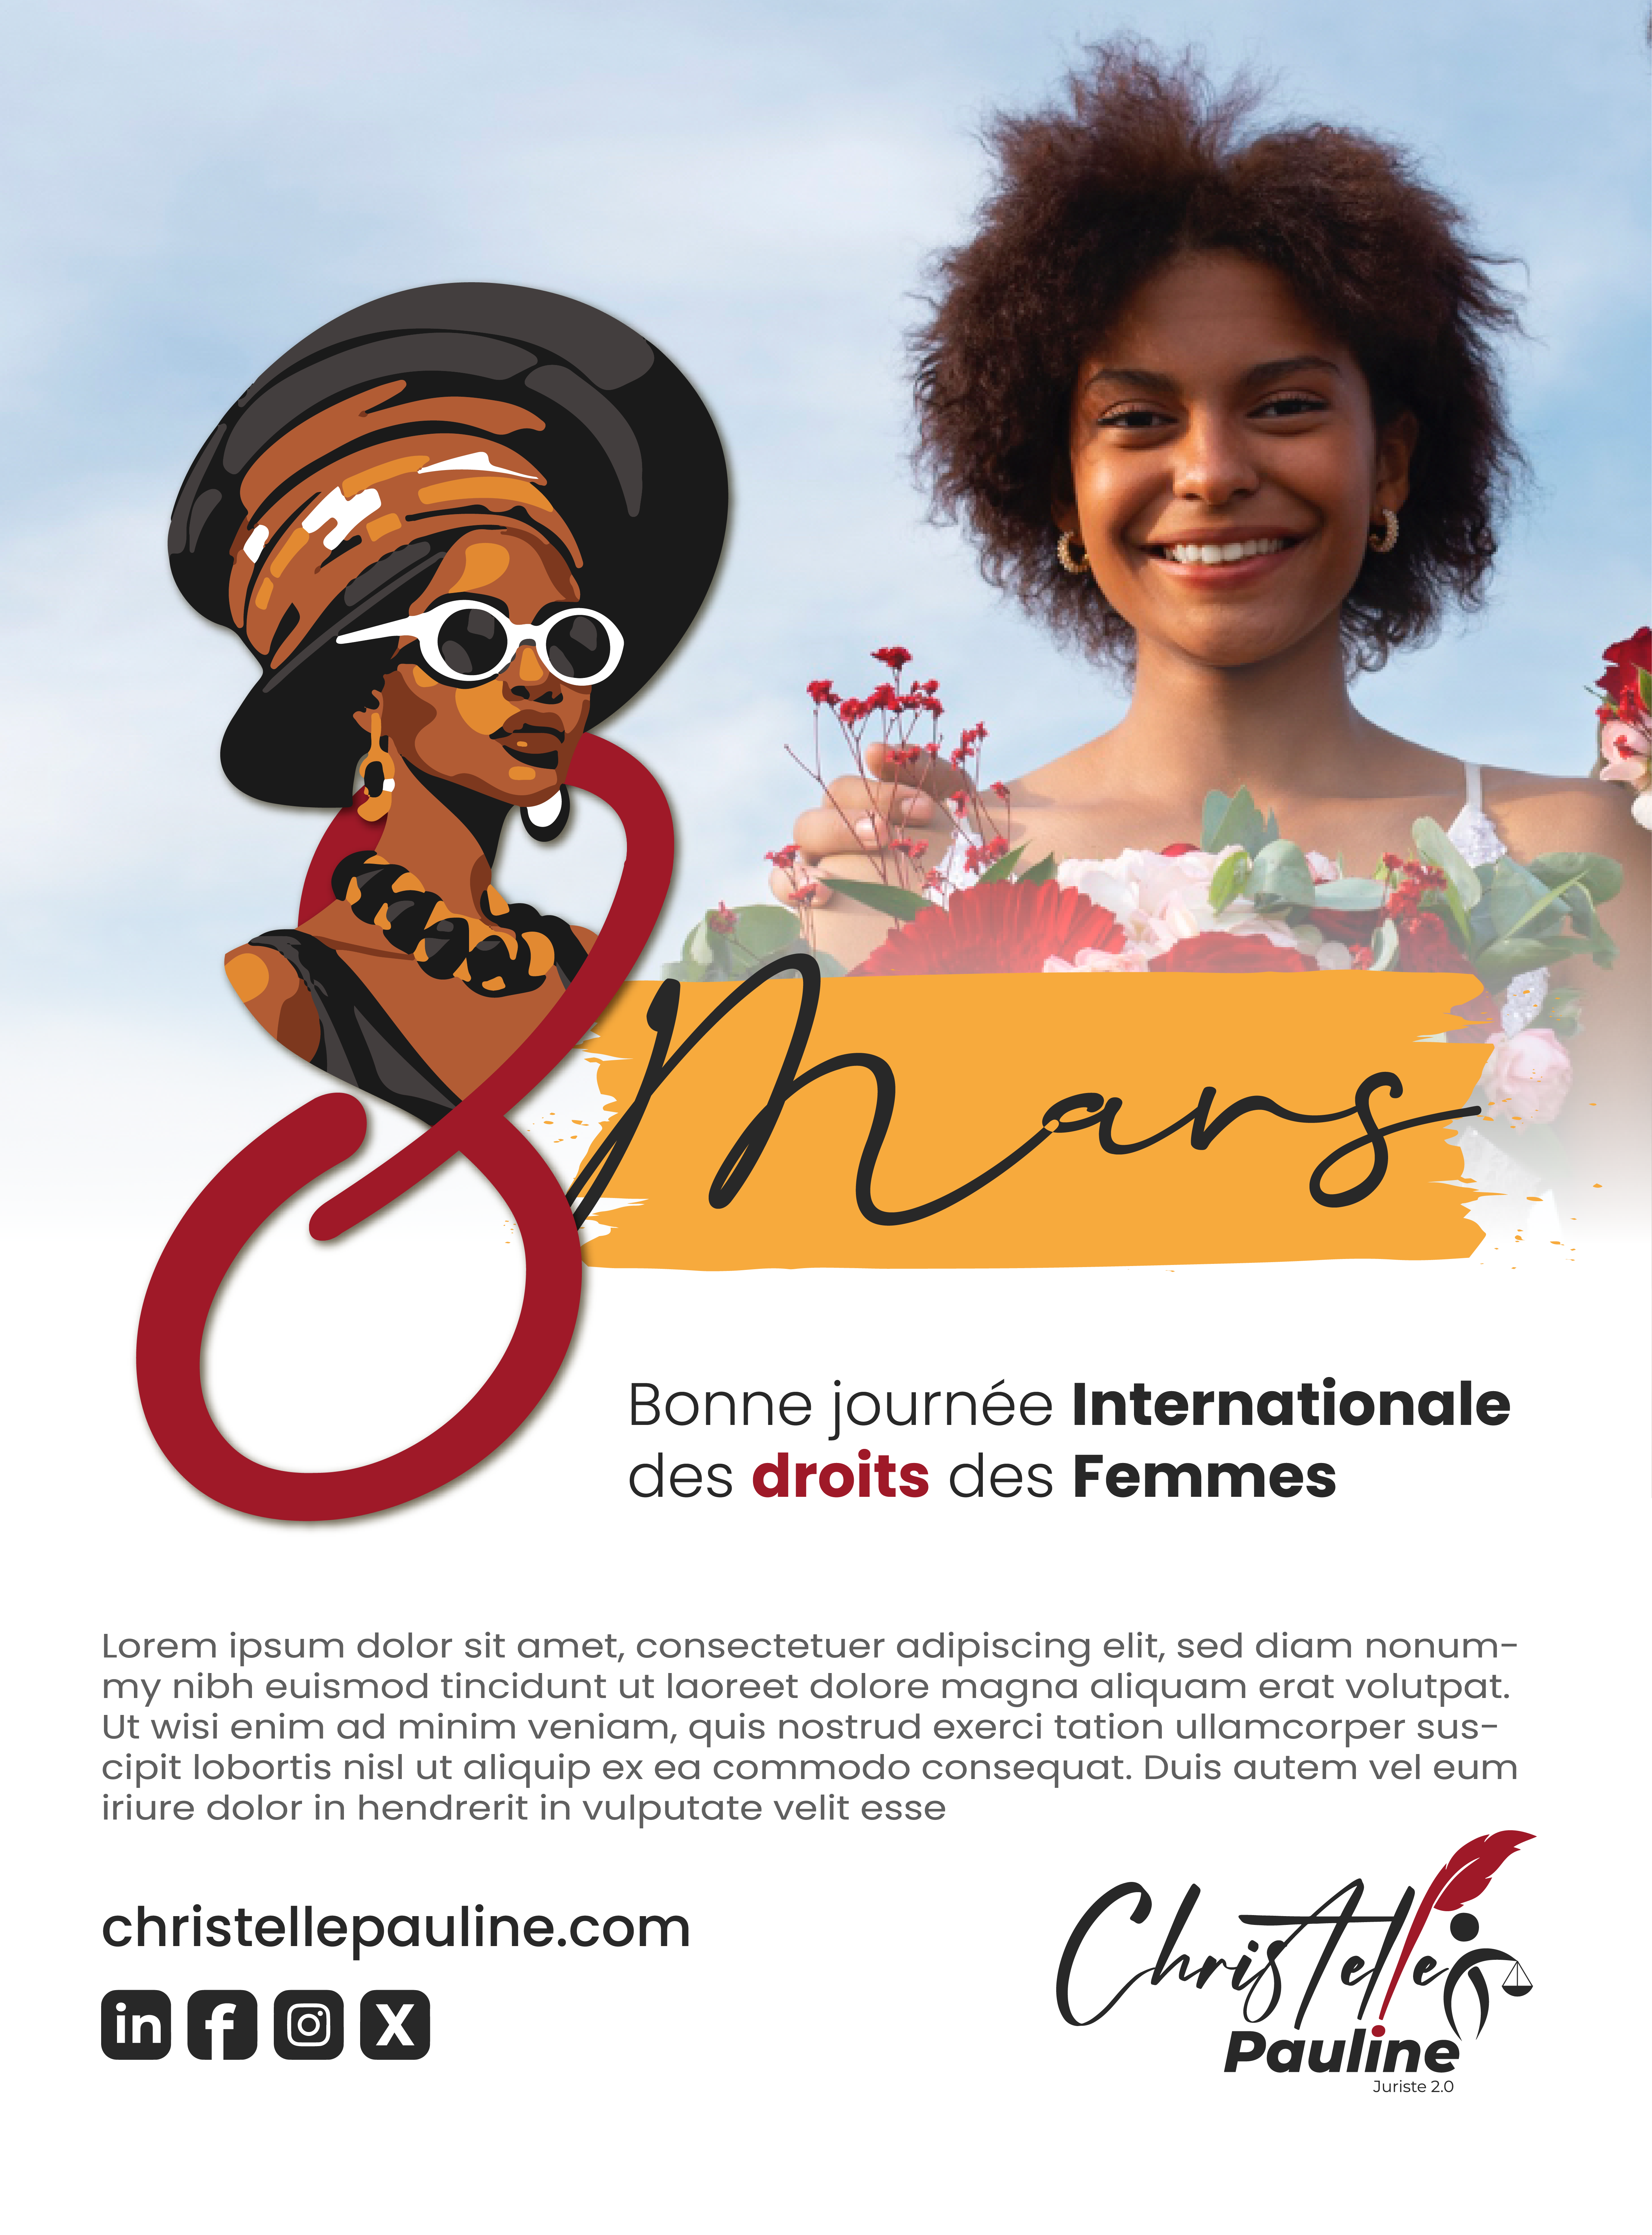 8 Mars
Bonne journée Internationale
des droits des Femmes
Lorem ipsum dolor sit amet, consectetuer adipiscing elit, sed diam nonum-
my nibh euismod tincidunt ut laoreet dolore magna aliquam erat volutpat.
Ut wisi enim ad minim veniam, quis nostrud exerci tation ullamcorper sus-
cipit lobortis nisl ut aliquip ex ea commodo consequat. Duis autem vel eum
iriure dolor in hendrerit in vulputate velit esse
christellepauline.com
in f X
Christelle
Pauline
Juriste 2.0